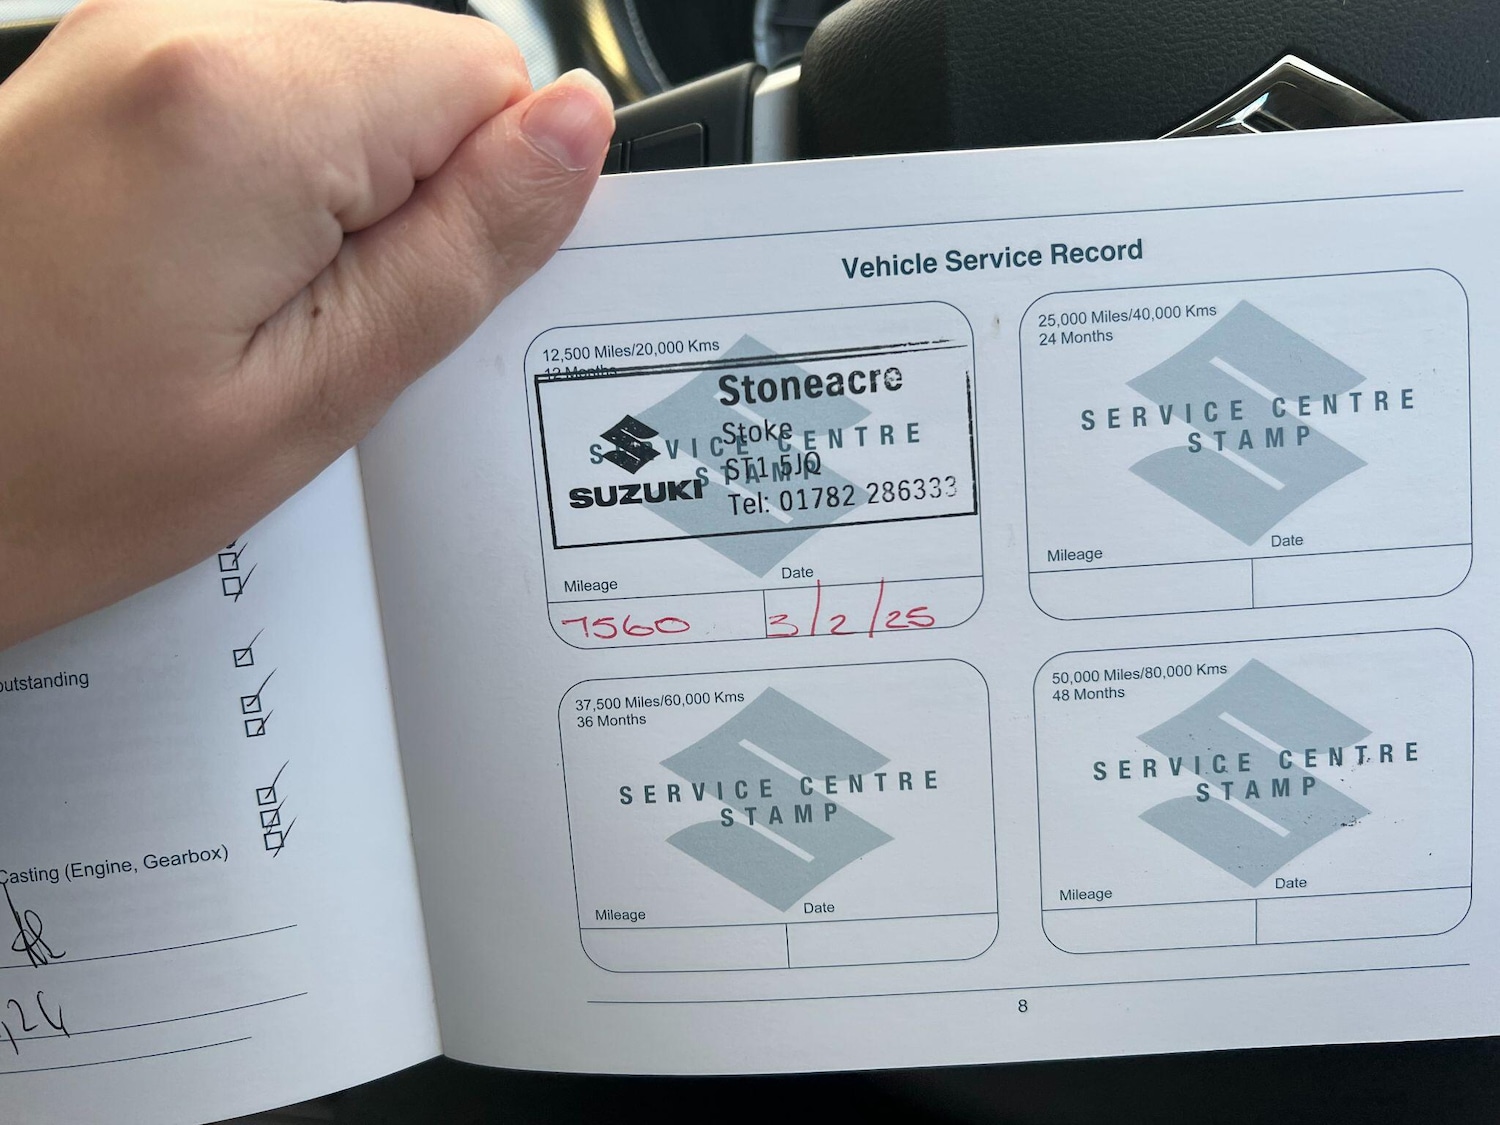 outstanding
Casting (Engine, Gearbox)
Vehicle Service Record
12,500 Miles/20,000 Kms
12 Months
SERVICE CENTRE
STAMP
Stoneacre
Stoke
ST1 5JQ
Tel: 01782 286333
SUZUKI
Mileage
Date
7560
3/2/25
25,000 Miles/40,000 Kms
24 Months
SERVICE CENTRE
STAMP
Mileage
Date
37,500 Miles/60,000 Kms
36 Months
SERVICE CENTRE
STAMP
Mileage
Date
50,000 Miles/80,000 Kms
48 Months
SERVICE CENTRE
STAMP
Mileage
Date
8